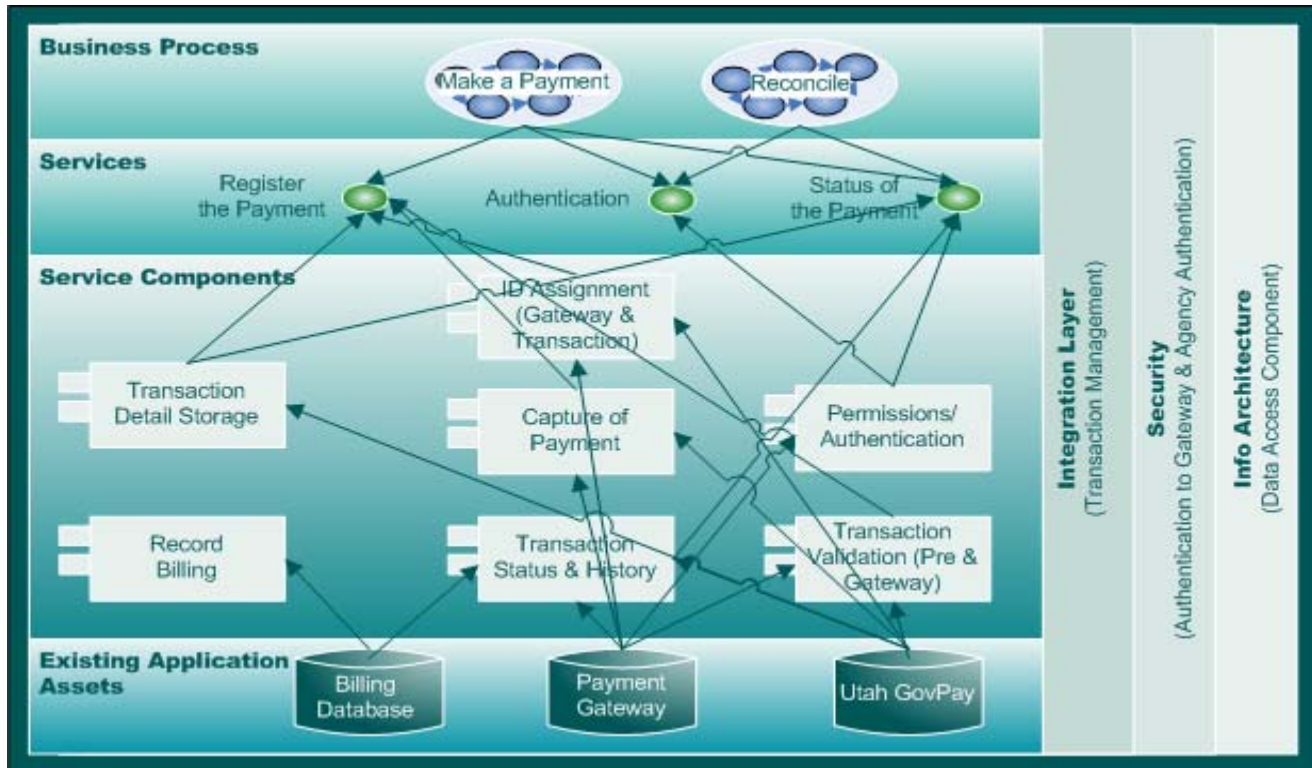 Business Process
Make a Payment
Reconcile
Services
Register
the Payment
Authentication
Status of
the Payment
Service Components
ID Assignment
(Gateway &
Transaction)
Transaction
Detail Storage
Capture of
Payment
Permissions/
Authentication
Record
Billing
Transaction
Status & History
Transaction
Validation (Pre &
Gateway)
Existing Application
Assets
Billing
Database
Payment
Gateway
Utah GovPay
Integration Layer
(Transaction Management)
Security
(Authentication to Gateway & Agency Authentication)
Info Architecture
(Data Access Component)